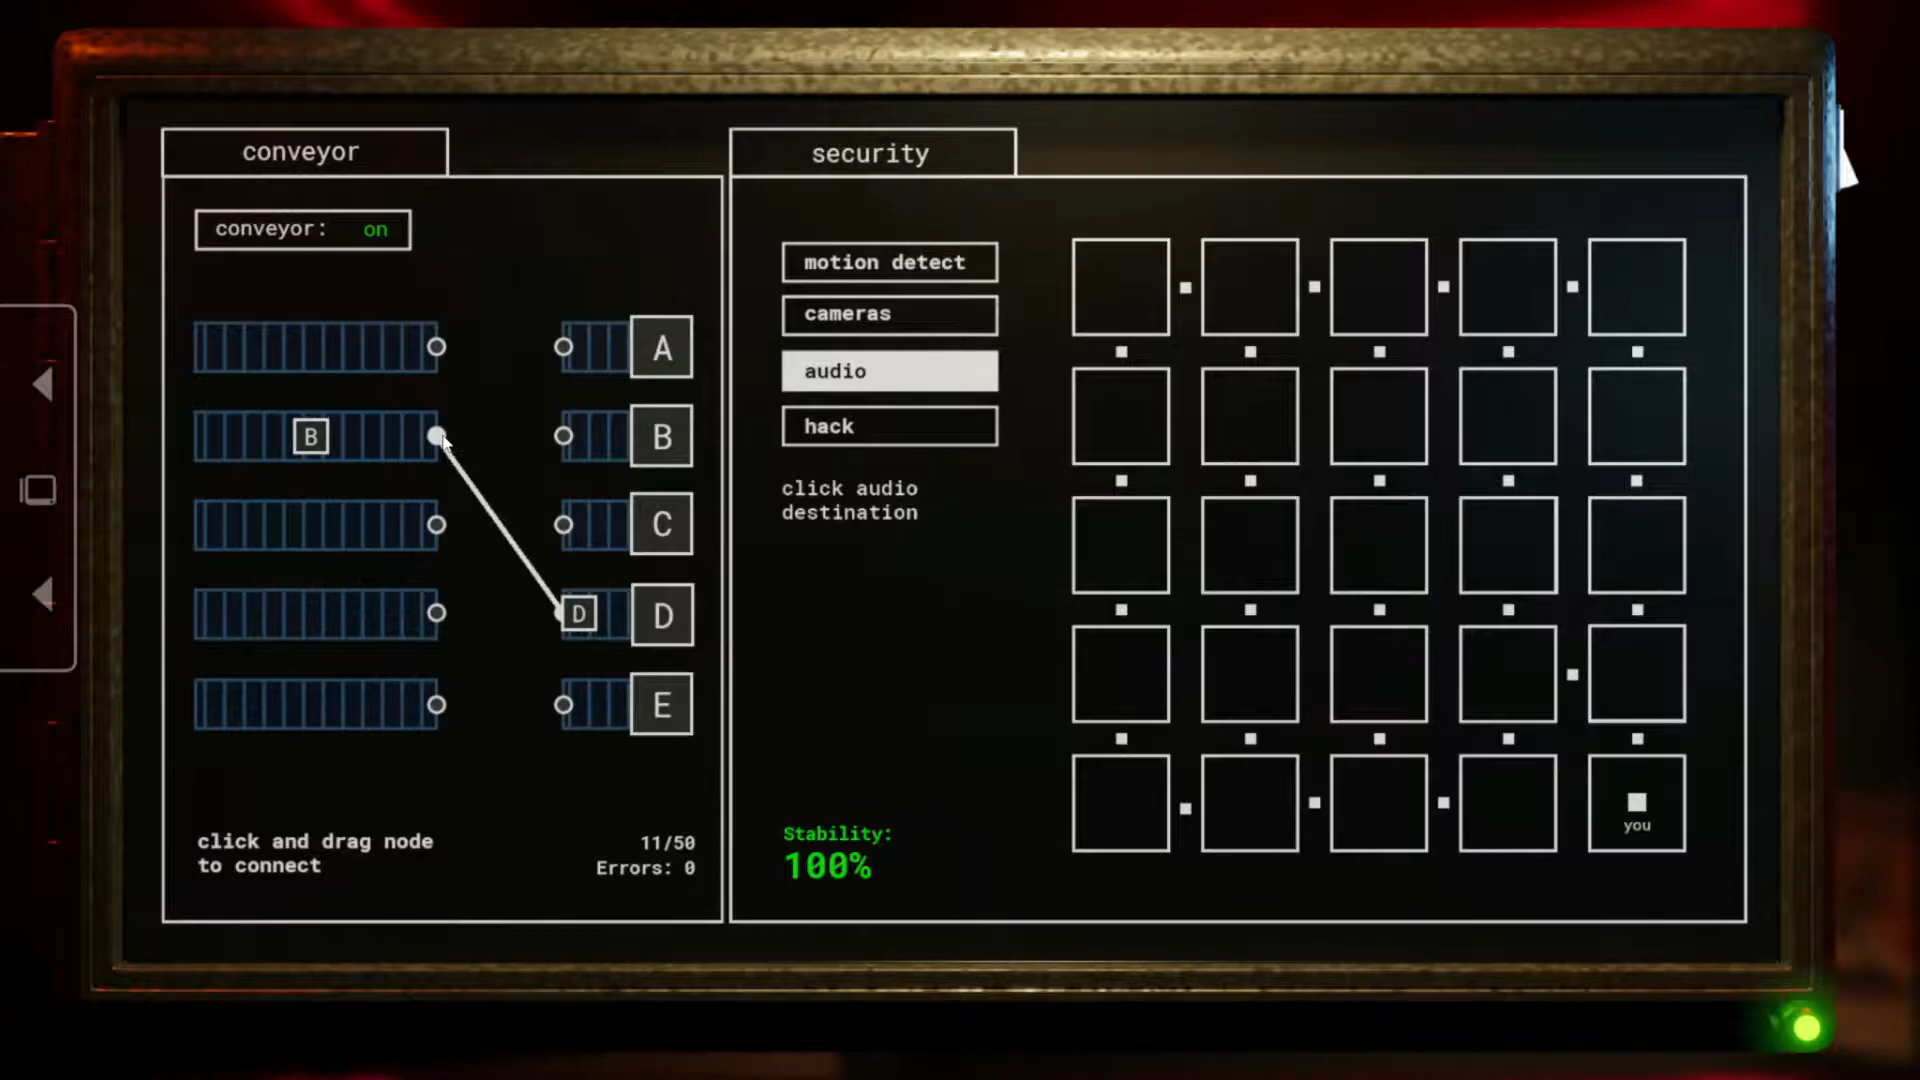 conveyor
security
conveyor: on
motion detect
cameras
audio
hack
click audio
destination
A
B
B
C
D
D
E
click and drag node
to connect
11/50
Errors: 0
Stability:
100%
you